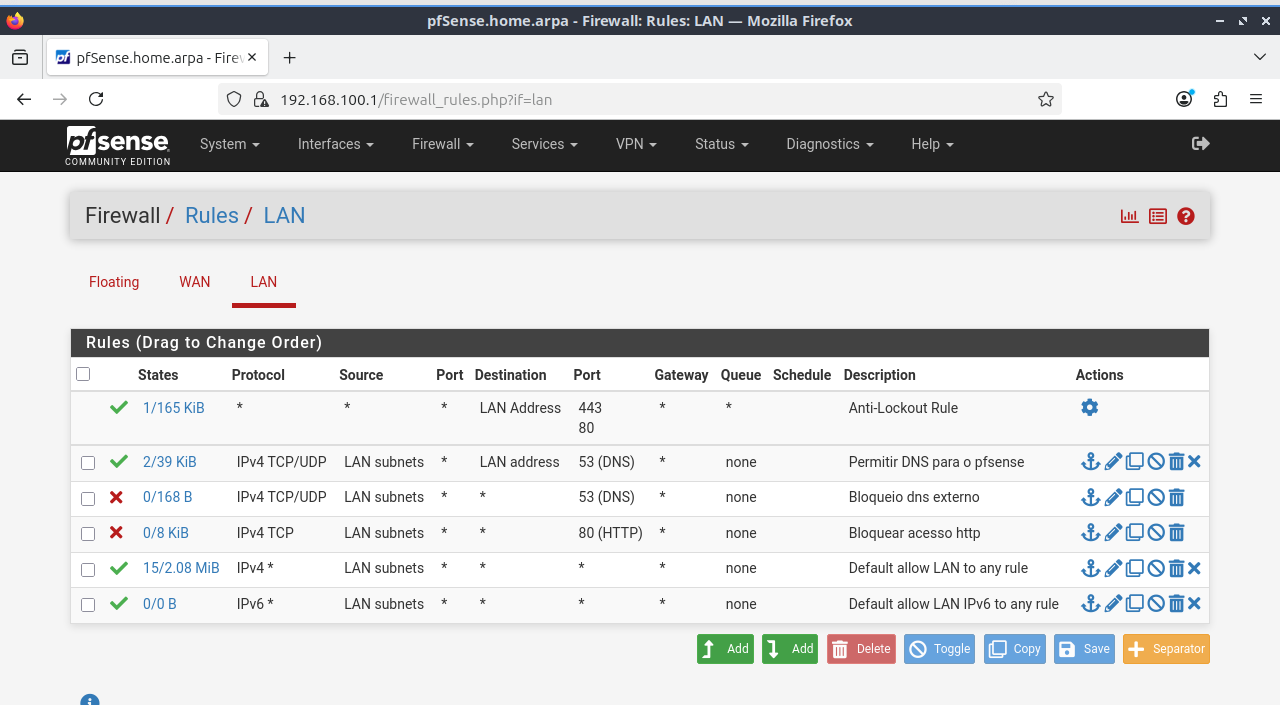 pfSense.home.arpa - Firewall: Rules: LAN — Mozilla Firefox
pfSense.home.arpa - Fire
192.168.100.1/firewall_rules.php?if=lan
pfsense COMMUNITY EDITION System Interfaces Firewall Services VPN Status Diagnostics Help
Firewall / Rules / LAN
Floating WAN LAN
Rules (Drag to Change Order)
States Protocol Source Port Destination Port Gateway Queue Schedule Description Actions
1/165 KiB * * * LAN Address 443 * * Anti-Lockout Rule
80
2/39 KiB IPv4 TCP/UDP LAN subnets * LAN address 53 (DNS) * none Permitir DNS para o pfsense
0/168 B IPv4 TCP/UDP LAN subnets * * 53 (DNS) * none Bloqueio dns externo
0/8 KiB IPv4 TCP LAN subnets * * 80 (HTTP) * none Bloquear acesso http
15/2.08 MiB IPv4 * LAN subnets * * * * none Default allow LAN to any rule
0/0 B IPv6 * LAN subnets * * * * none Default allow LAN IPv6 to any rule
Add Add Delete Toggle Copy Save Separator